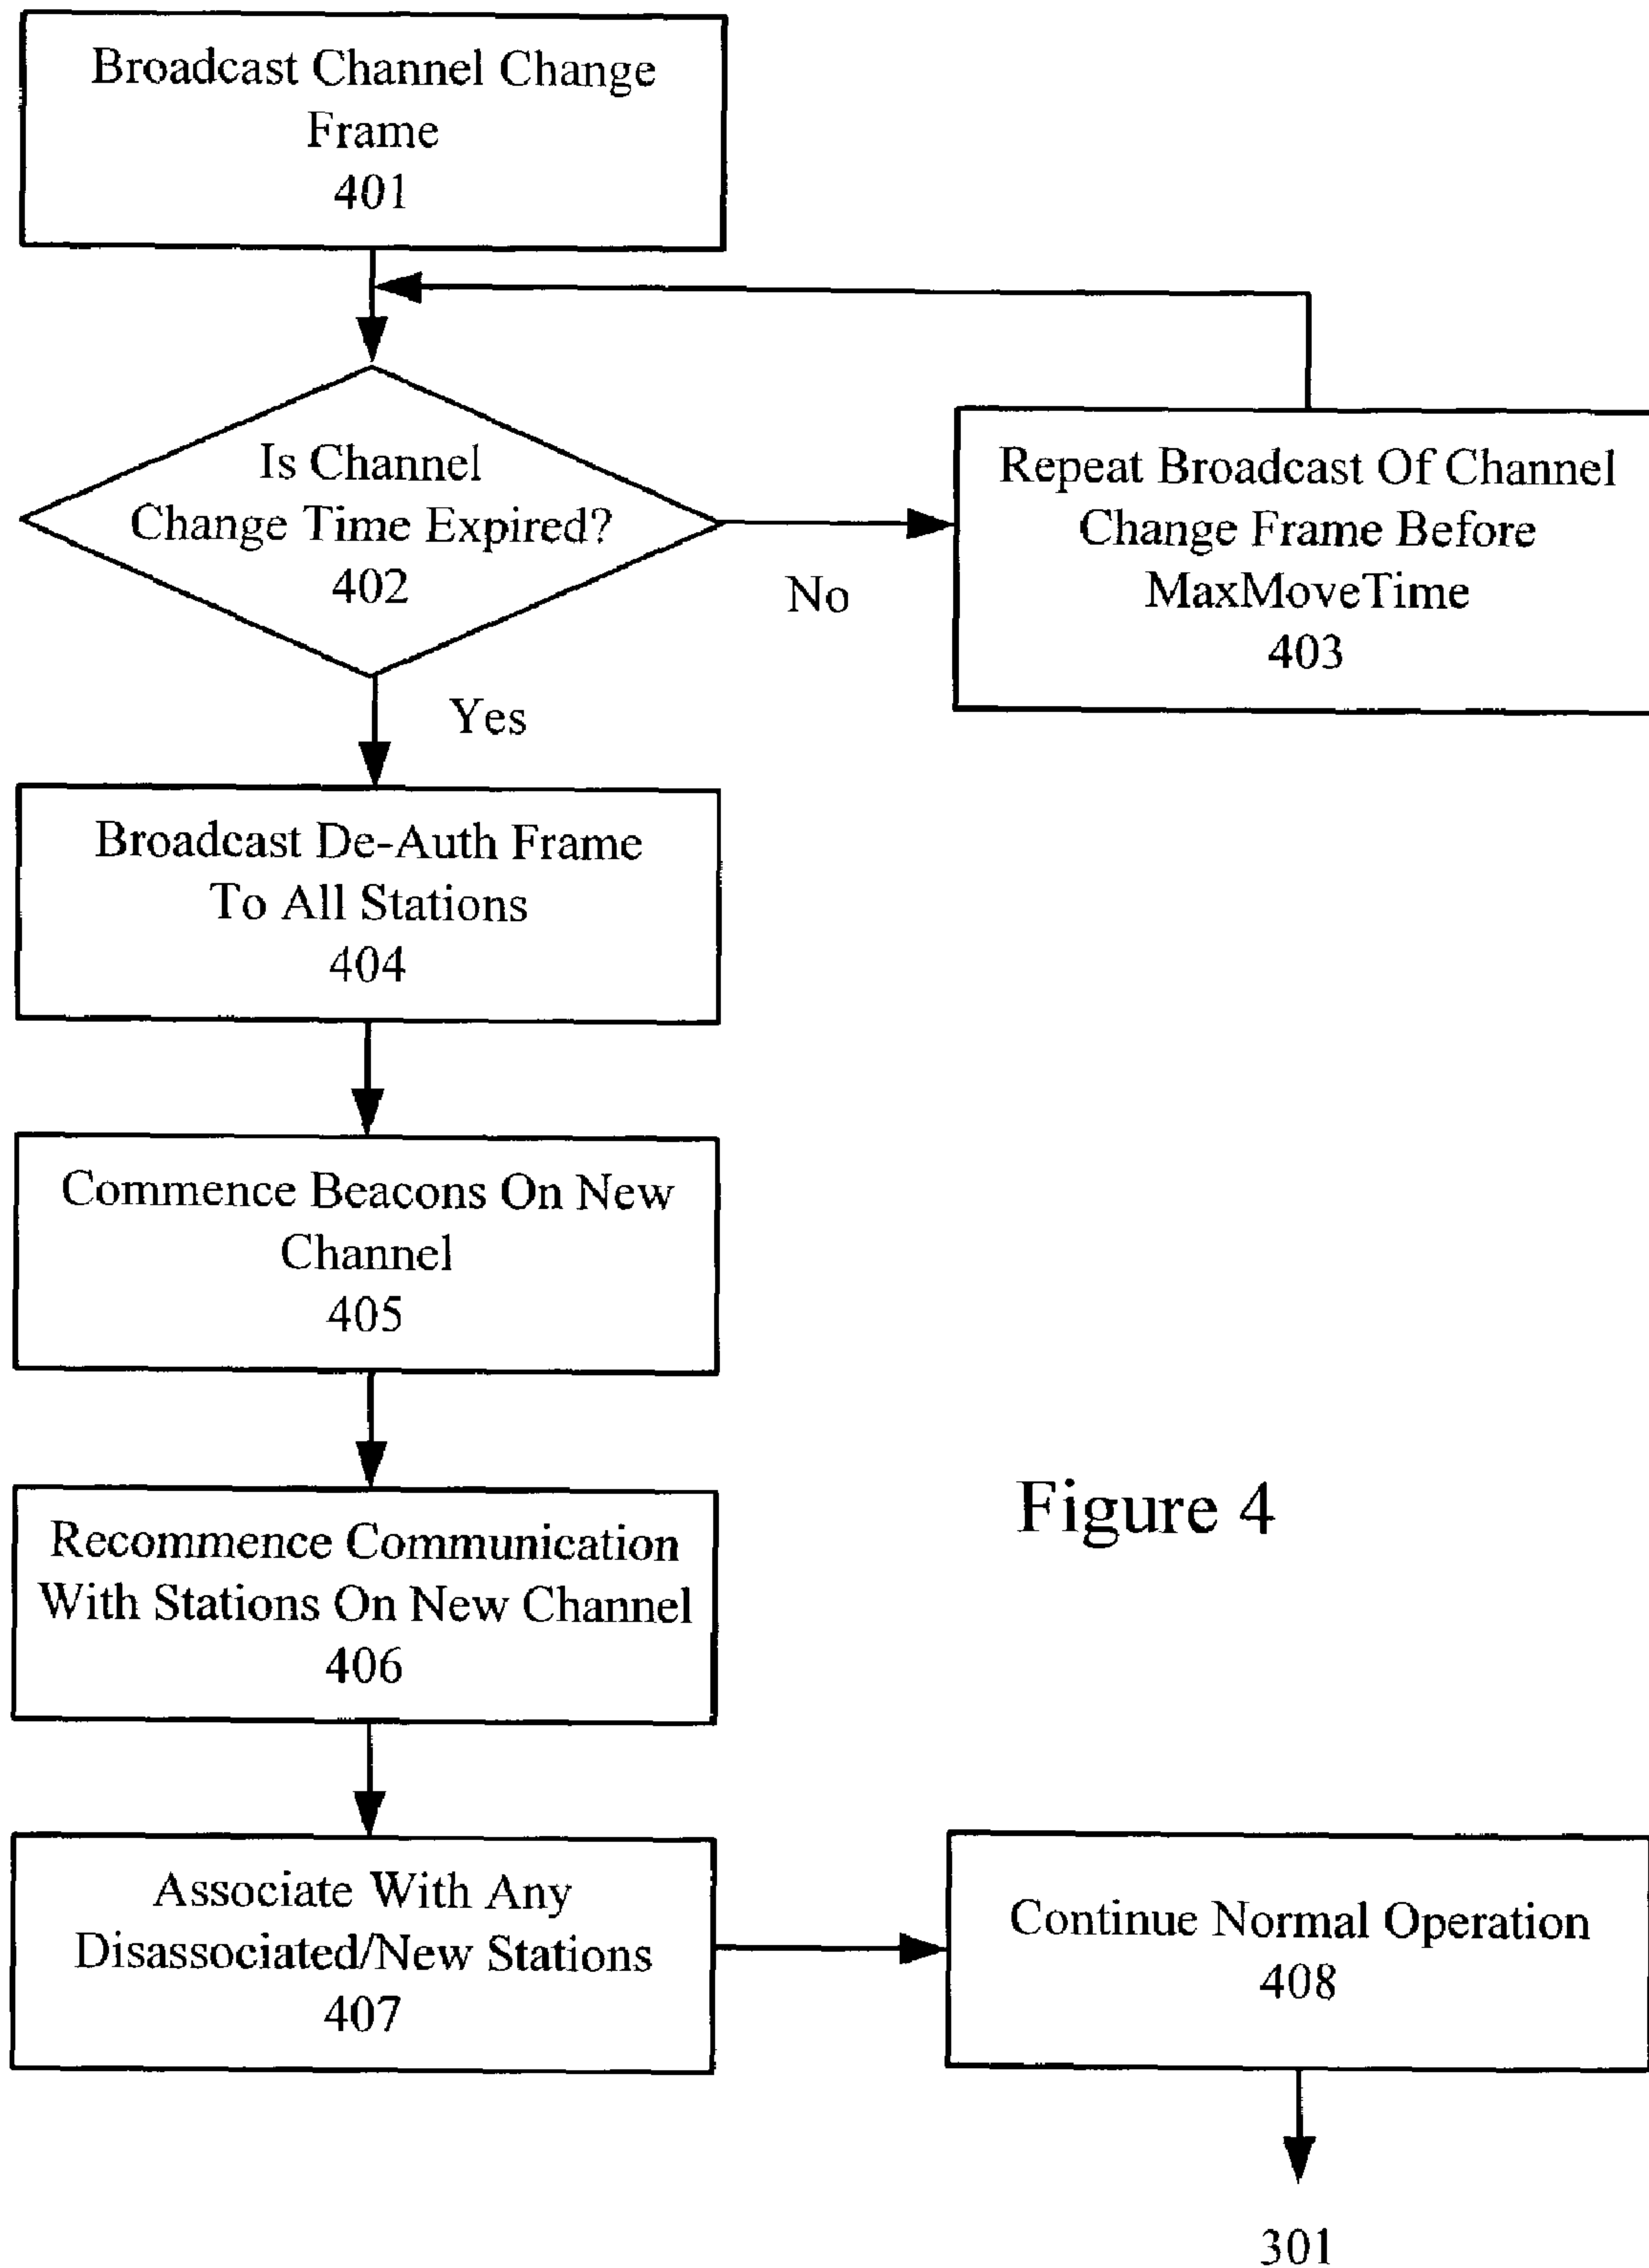 Broadcast Channel Change
Frame
401
Is Channel
Change Time Expired?
402
No
Repeat Broadcast Of Channel
Change Frame Before
MaxMoveTime
403
Yes
Broadcast De-Auth Frame
To All Stations
404
Commence Beacons On New
Channel
405
Recommence Communication
With Stations On New Channel
406
Figure 4
Associate With Any
Disassociated/New Stations
407
Continue Normal Operation
408
301